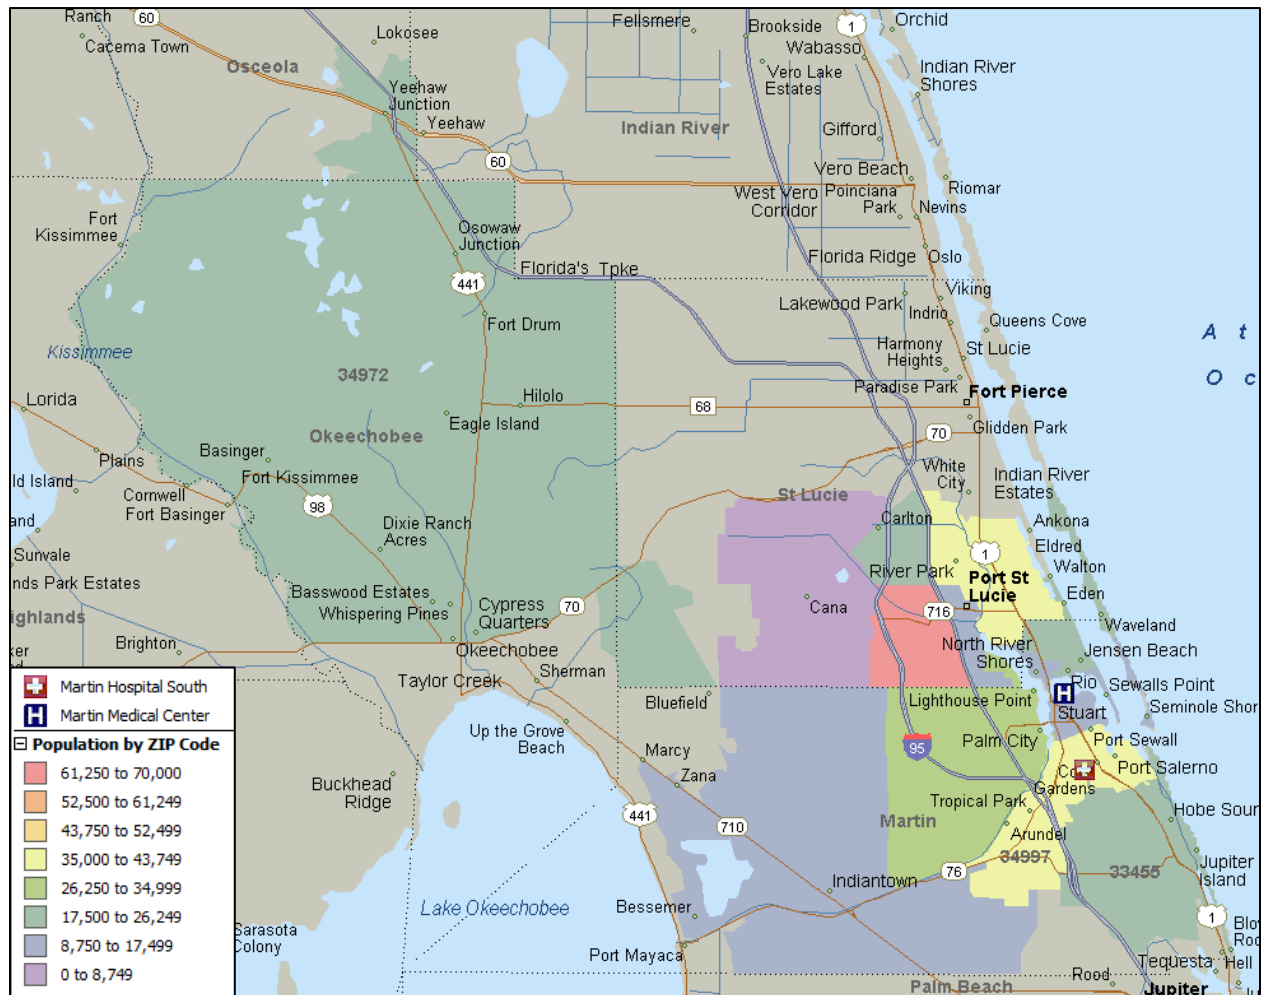 Ranch
60
Cacema Town
Lokosee
Osceola
Yeehaw
Junction
Yeehaw
60
Fellsmere
Brookside
Wabasso
1
Orchid
Vero Lake
Estates
Indian River
Shores
Indian River
Gifford
Vero Beach
West Vero
Corridor
Poinciana
Park
Riomar
Nevins
Fort
Kissimmee
Osowaw
Junction
Florida's Tpke
Florida Ridge
Oslo
441
Viking
Lakewood Park
Indrio
Fort Drum
Queens Cove
Harmony
Heights
St Lucie
A t
Kissimmee
34972
Paradise Park
Fort Pierce
O c
Lorida
Hilolo
68
Eagle Island
Glidden Park
Okeechobee
70
Basinger
Plains
White
City
Indian River
Estates
ld Island
Fort Kissimmee
Cornwell
Fort Basinger
98
St Lucie
and
Dixie Ranch
Acres
Carlton
Ankona
Eldred
1
Sunvale
River Park
Walton
nds Park Estates
Port St
Lucie
Basswood Estates
Cypress
Quarters
70
Cana
716
Eden
Whispering Pines
ighlands
Waveland
Brighton
Okeechobee
North River
Shores
Jensen Beach
ker
d
Sherman
Taylor Creek
Rio
Sewalls Point
Bluefield
Lighthouse Point
H
Stuart
Seminole Shor
Martin Hospital South
H
Martin Medical Center
Up the Grove
Beach
Palm City
Port Sewall
95
Marcy
Port Salerno
Population by ZIP Code
Zana
Co
Gardens
61,250 to 70,000
Buckhead
Ridge
52,500 to 61,249
Tropical Park
Hobe Soun
441
710
Martin
43,750 to 52,499
Arundel
35,000 to 43,749
34997
76
33455
Jupiter
Island
26,250 to 34,999
Indiantown
17,500 to 26,249
Lake Okeechobee
Bessemer
1
8,750 to 17,499
Sarasota
Colony
Blo
Roc
0 to 8,749
Port Mayaca
Tequesta
Hell
Rood
Palm Beach
Jupiter
Ju